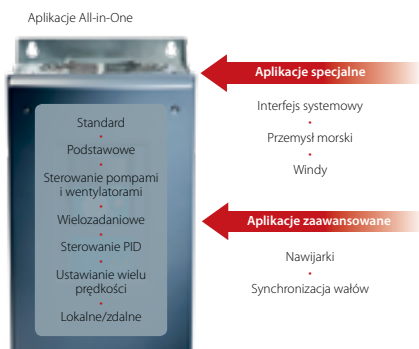 Aplikacje All-in-One
Standard
•
Podstawowe
•
Sterowanie pompami
i wentylatorami
•
Wielozadaniowe
•
Sterowanie PID
•
Ustawianie wielu
prędkości
•
Lokalne/zdalne
Aplikacje specjalne
Interfejs systemowy
•
Przemysł morski
•
Windy
Aplikacje zaawansowane
Nawijarki
•
Synchronizacja wałów